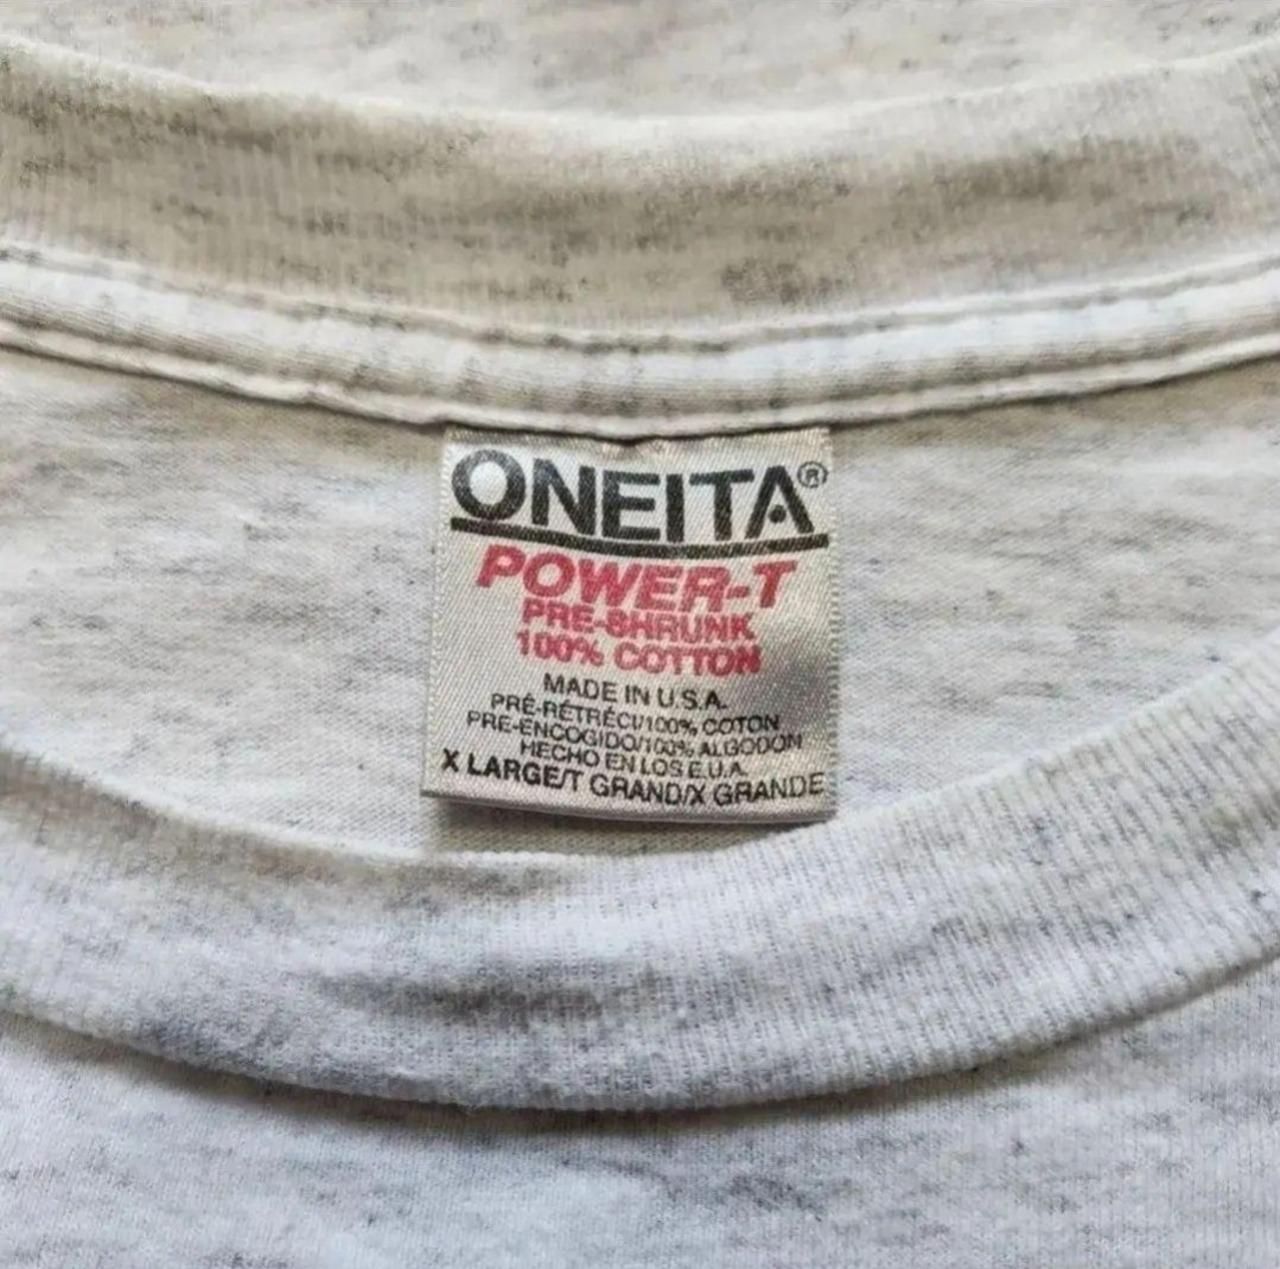 ONEITA®
POWER-T
PRE-SHRUNK
100% COTTON
MADE IN U.S.A.
PRÉ-RÉTRÉCI/100% COTON
PRE-ENCOGIDO/100% ALGODON
HECHO EN LOS E.U.A.
X LARGE/T GRAND/X GRANDE